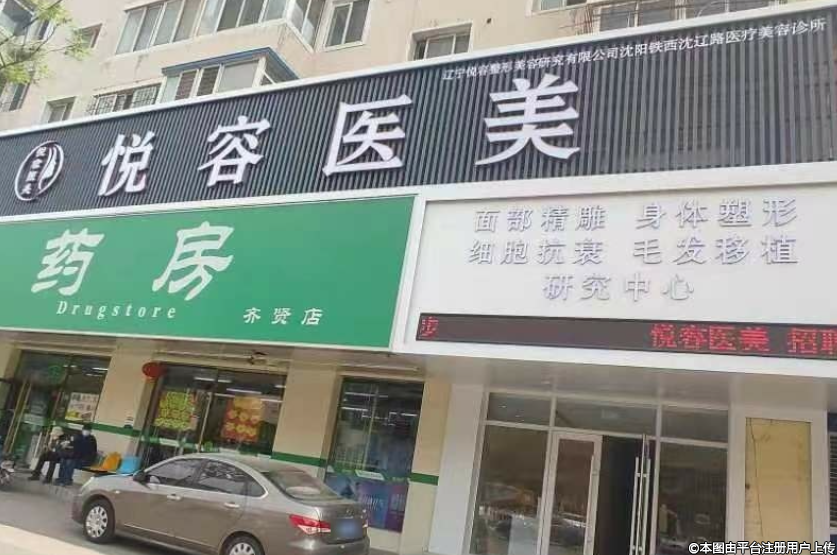 辽宁悦容整形美容研究有限公司沈阳铁西沈辽路医疗美容诊所
悦容医美
药房
Drugstore
齐贤店
面部精雕 身体塑形
细胞抗衰 毛发移植
研究中心
步 悦容医美 招聘
©本图由平台注册用户上传